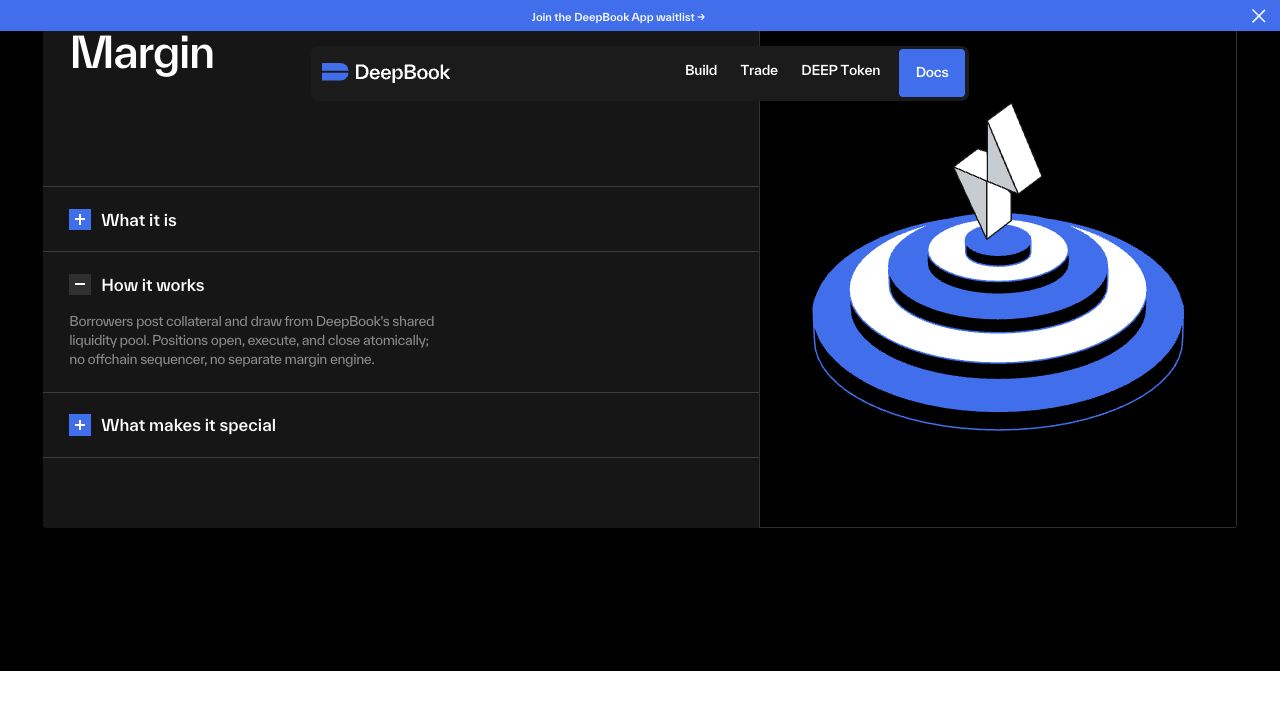 Join the DeepBook App waitlist →
Margin
DeepBook
Build
Trade
DEEP Token
Docs
What it is
How it works
Borrowers post collateral and draw from DeepBook's shared
liquidity pool. Positions open, execute, and close atomically;
no offchain sequencer, no separate margin engine.
What makes it special